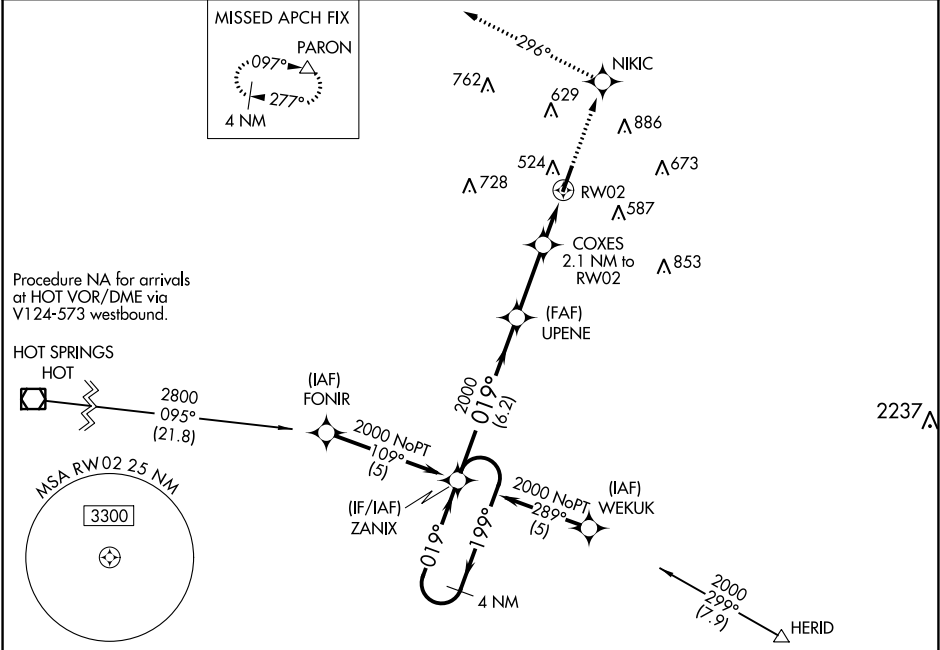 MISSED APCH FIX
PARON
097°
277°
4 NM
296°
NIKIC
762
629
886
524
673
728
RW02
587
COXES
2.1 NM to
RW02
853
Procedure NA for arrivals
at HOT VOR/DME via
V124-573 westbound.
(FAF)
UPENE
HOT SPRINGS
HOT
2800
095°
(21.8)
(IAF)
FONIR
2000
019°
(6.2)
2237
2000 NoPT
109°
(5)
MSA RW02 25 NM
3300
(IF/IAF)
ZANIX
2000 NoPT
289°
(5)
(IAF)
WEKUK
019°
199°
4 NM
2000
299°
(7.9)
HERID